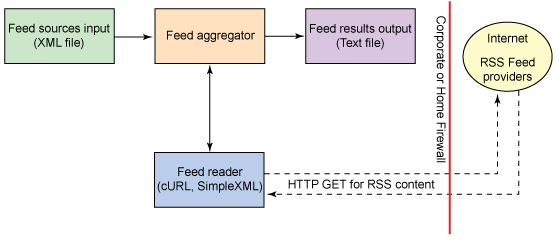 Feed sources input
(XML file)
Feed aggregator
Feed results output
(Text file)
Corporate or Home Firewall
Internet
RSS Feed
providers
Feed reader
(cURL, SimpleXML)
HTTP GET for RSS content